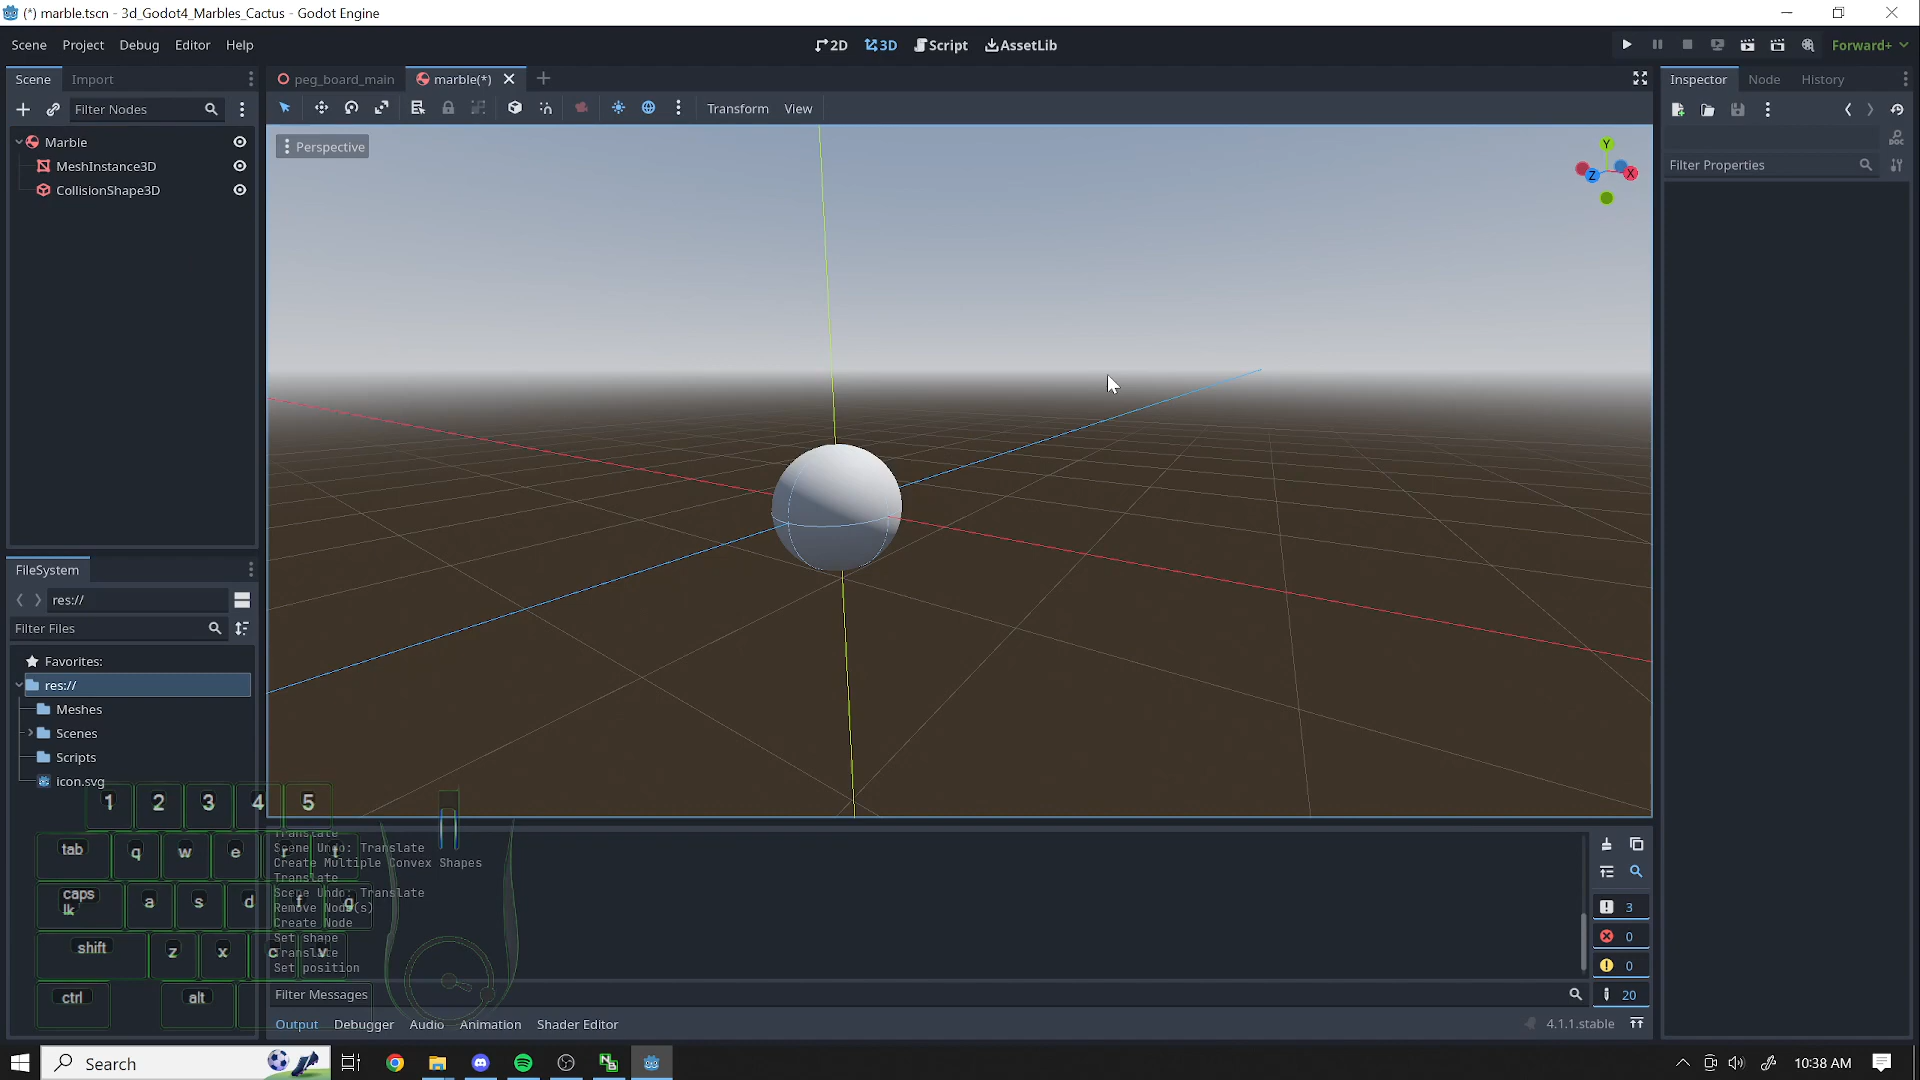 (*) marble.tscn - 3d_Godot4_Marbles_Cactus - Godot Engine
Scene Project Debug Editor Help
2D 3D Script AssetLib
Forward+
Scene Import
peg_board_main marble(*)
Inspector Node History
Filter Nodes
Transform View
Perspective
Y
Z X
Filter Properties
Marble
MeshInstance3D
CollisionShape3D
FileSystem
res://
Filter Files
Favorites:
res://
Meshes
Scenes
Scripts
icon.svg
1 2 3 4 5
tab q w e r t
caps lk a s d f g
shift z x c v
ctrl alt
Translate
Scene Undo: Translate
Create Multiple Convex Shapes
Translate
Scene Undo: Translate
Remove Node(s)
Create Node
Set shape
Translate
Set position
3
0
0
20
Filter Messages
Output Debugger Audio Animation Shader Editor
4.1.1.stable
Search
10:38 AM